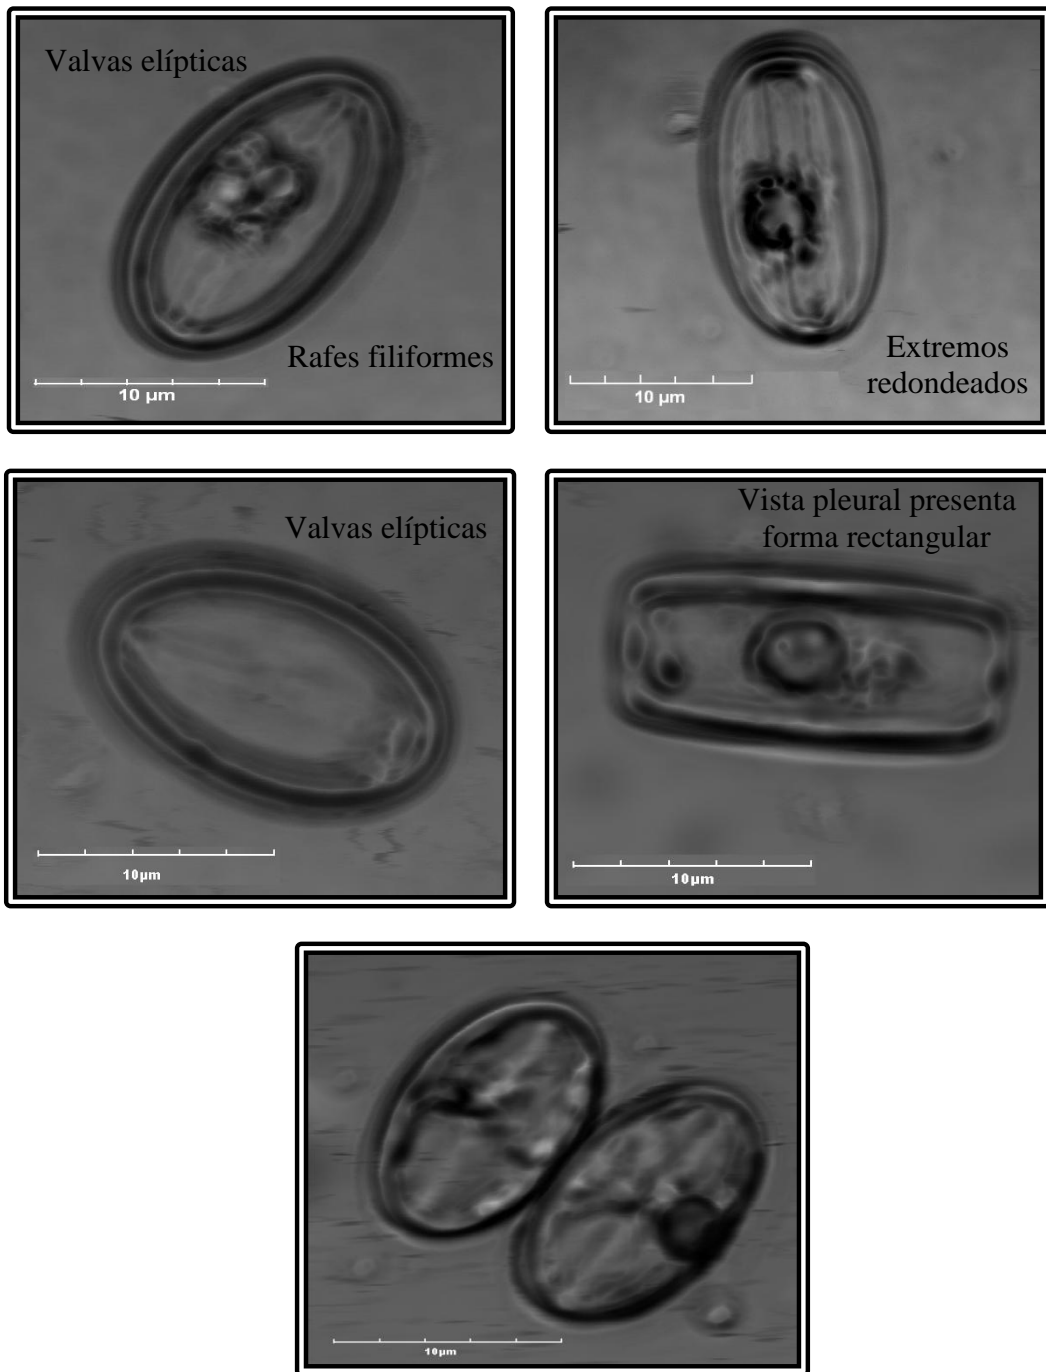 Valvas elípticas
Rafes filiformes
10 µm
Extremos
redondeados
10 µm
Valvas elípticas
10µm
Vista pleural presenta
forma rectangular
10µm
10µm